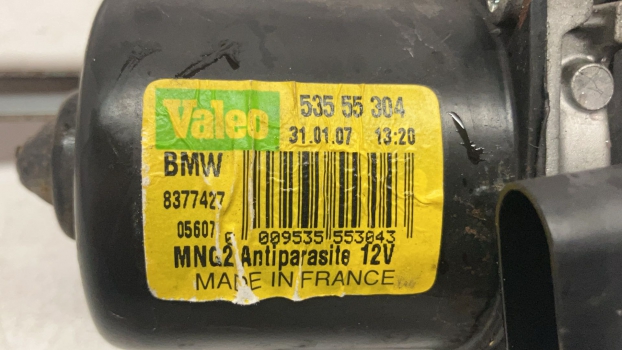 Valeo 535 55 304
31.01.07 13:20
BMW
8377427
05607
0 009535 553043
MNG2 Antiparasite 12V
MADE IN FRANCE